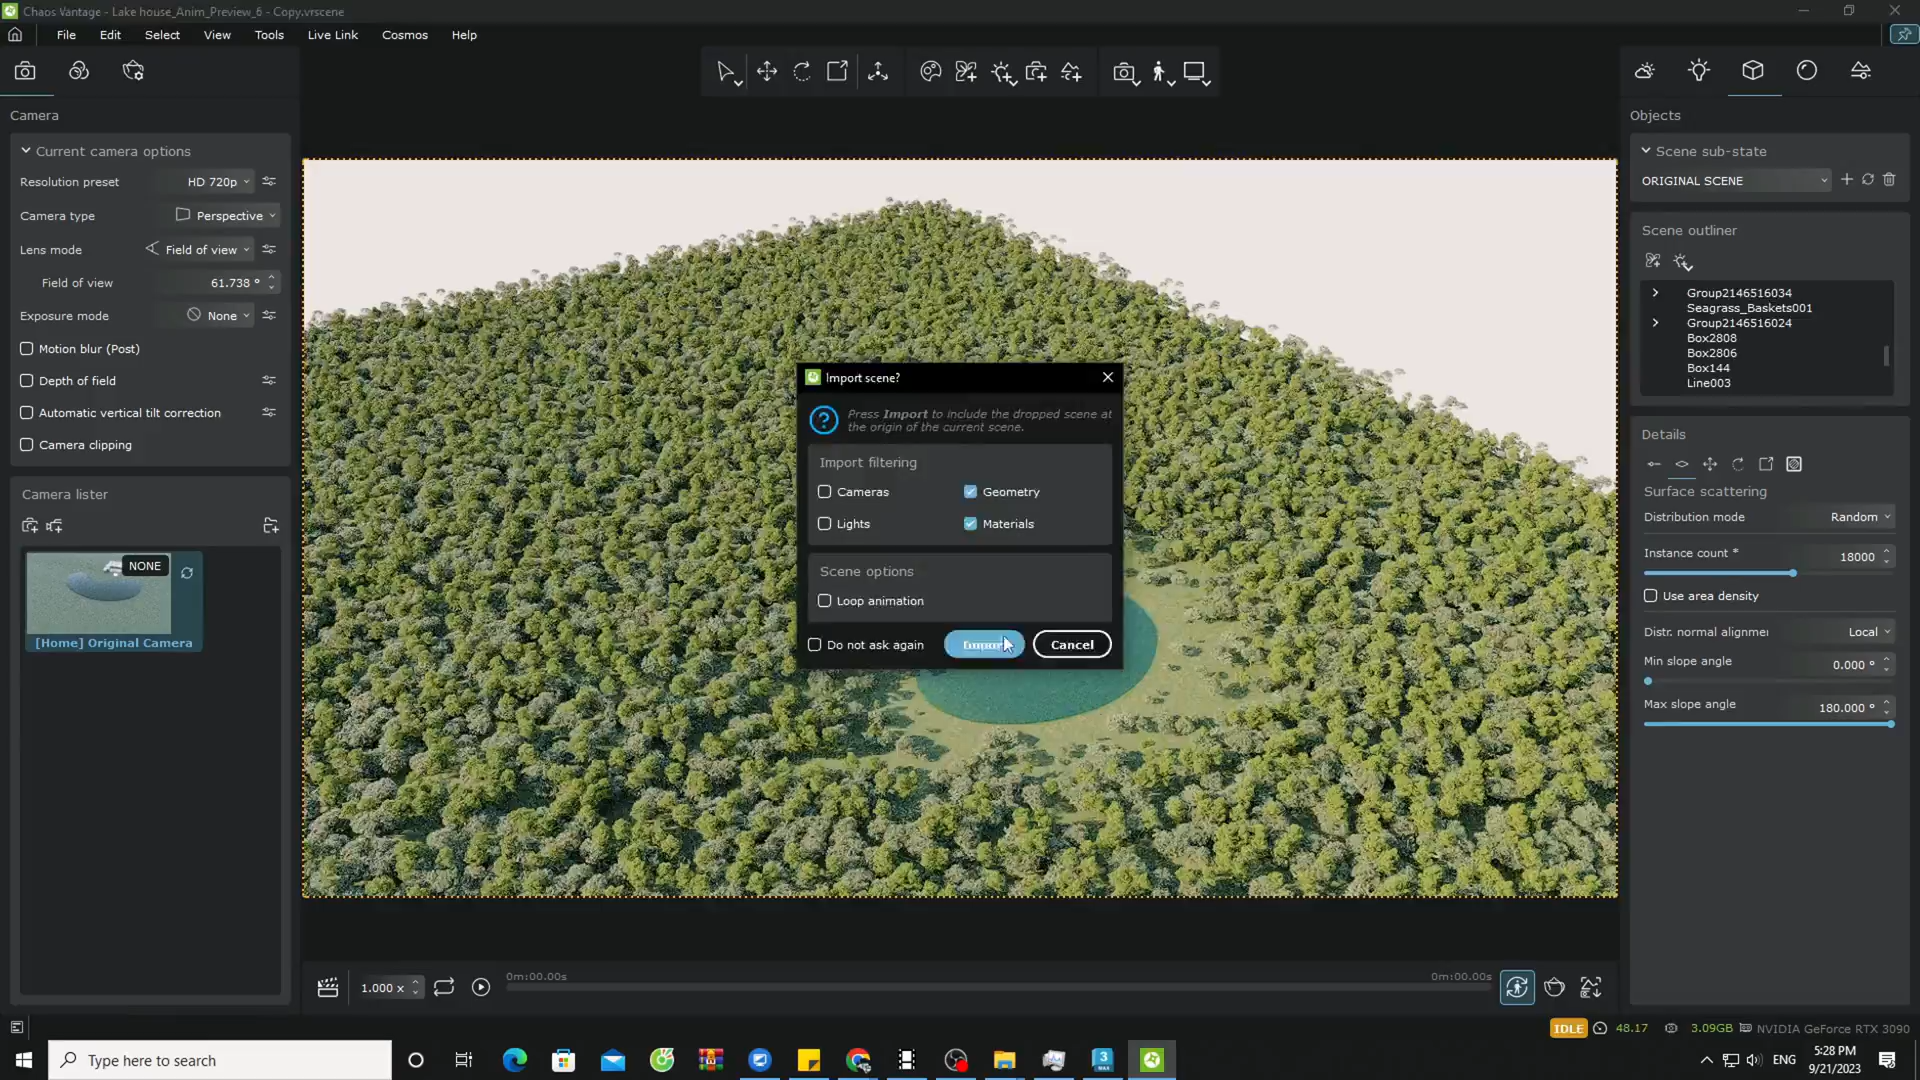 Chaos Vantage - Lake house_Anim_Preview_6 - Copy.vrscene
File Edit Select View Tools Live Link Cosmos Help
Camera
Current camera options
Resolution preset HD 720p
Camera type Perspective
Lens mode Field of view
Field of view 61.738 °
Exposure mode None
Motion blur (Post)
Depth of field
Automatic vertical tilt correction
Camera clipping
Camera lister
NONE
[Home] Original Camera
Import scene?
Press Import to include the dropped scene at
the origin of the current scene.
Import filtering
Cameras Geometry
Lights Materials
Scene options
Loop animation
Do not ask again Import Cancel
1.000 x 0m:00.00s 0m:00.00s
Objects
Scene sub-state
ORIGINAL SCENE
Scene outliner
Group2146516034
Seagrass_Baskets001
Group2146516024
Box2808
Box2806
Box144
Line003
Details
Surface scattering
Distribution mode Random
Instance count * 18000
Use area density
Distr. normal alignmer Local
Min slope angle 0.000 °
Max slope angle 180.000 °
IDLE 48.17 3.09GB NVIDIA GeForce RTX 3090
Type here to search
3
MAX
ENG
5:28 PM
9/21/2023